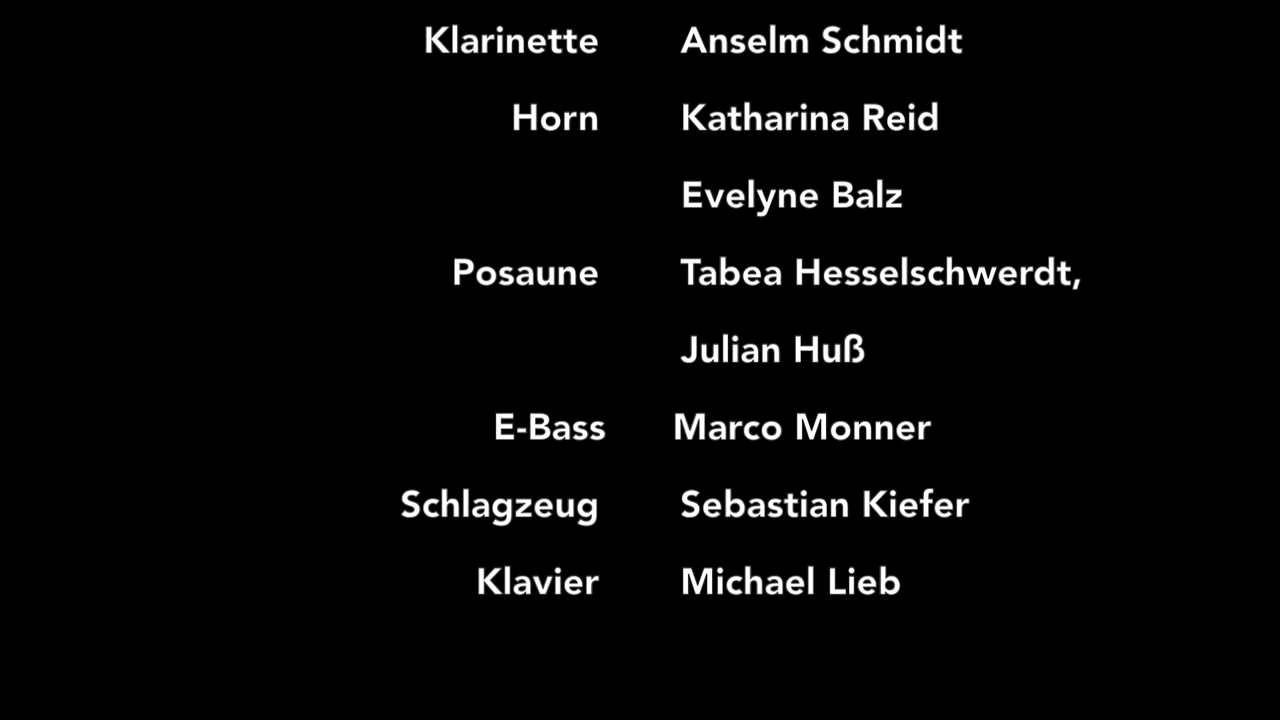 Klarinette Anselm Schmidt
Horn Katharina Reid
Evelyne Balz
Posaune Tabea Hesselschwerdt,
Julian Huß
E-Bass Marco Monner
Schlagzeug Sebastian Kiefer
Klavier Michael Lieb